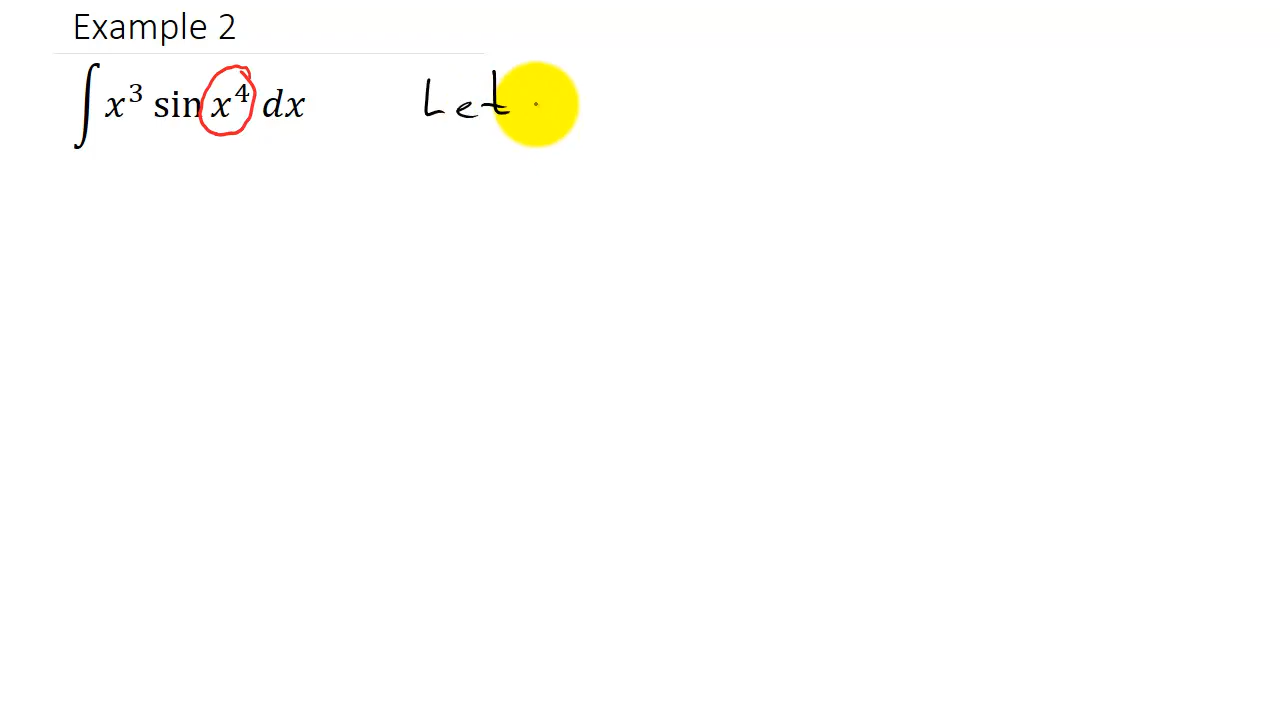 Example 2
∫ x³ sin x⁴ dx Let